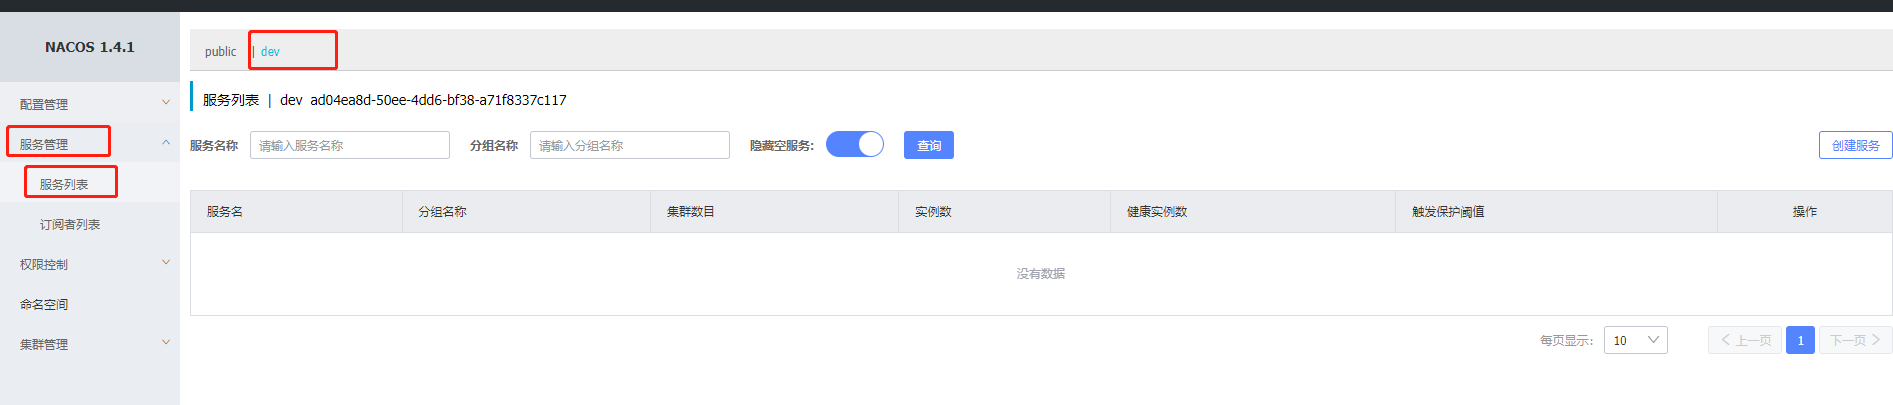 NACOS 1.4.1
public | dev
配置管理
服务管理
服务列表
订阅者列表
权限控制
命名空间
集群管理
服务列表 | dev ad04ea8d-50ee-4dd6-bf38-a71f8337c117
服务名称 请输入服务名称 分组名称 请输入分组名称 隐藏空服务: 查询 创建服务
服务名 分组名称 集群数目 实例数 健康实例数 触发保护阈值 操作
没有数据
每页显示: 10 上一页 1 下一页